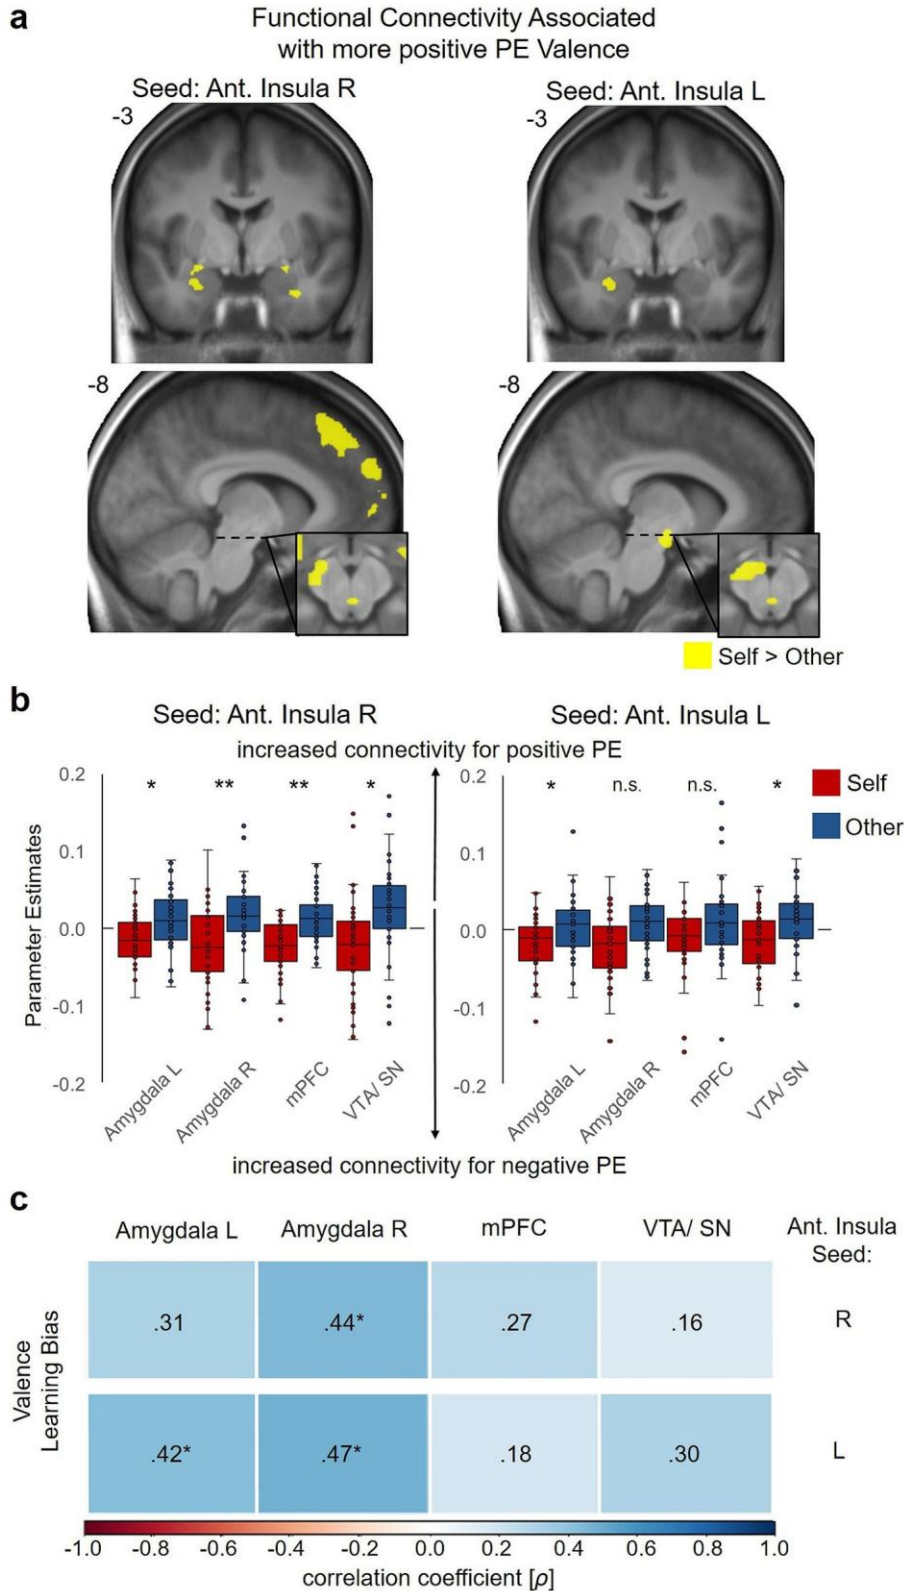 a
Functional Connectivity Associated
with more positive PE Valence
Seed: Ant. Insula R
Seed: Ant. Insula L
-3
-3
-8
-8
Self > Other
b
Seed: Ant. Insula R
Seed: Ant. Insula L
increased connectivity for positive PE
0.2
0.1
0.0
-0.1
-0.2
Parameter Estimates
* ** ** *
Amygdala L
Amygdala R
mPFC
VTA/ SN
0.2
0.1
0.0
-0.1
-0.2
* n.s. n.s. *
Amygdala L
Amygdala R
mPFC
VTA/ SN
Self
Other
increased connectivity for negative PE
c
Amygdala L Amygdala R mPFC VTA/ SN
Ant. Insula
Seed:
Valence
Learning Bias
.31 .44* .27 .16 R
.42* .47* .18 .30 L
-1.0 -0.8 -0.6 -0.4 -0.2 0.0 0.2 0.4 0.6 0.8 1.0
correlation coefficient [ρ]